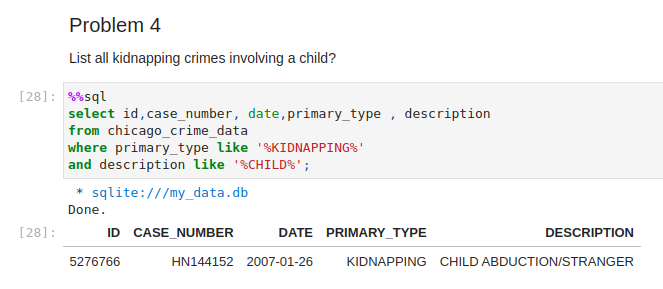 Problem 4
List all kidnapping crimes involving a child?
[28]: %%sql
select id,case_number, date,primary_type , description
from chicago_crime_data
where primary_type like '%KIDNAPPING%'
and description like '%CHILD%';
* sqlite:///my_data.db
Done.
[28]: ID CASE_NUMBER DATE PRIMARY_TYPE DESCRIPTION
5276766 HN144152 2007-01-26 KIDNAPPING CHILD ABDUCTION/STRANGER